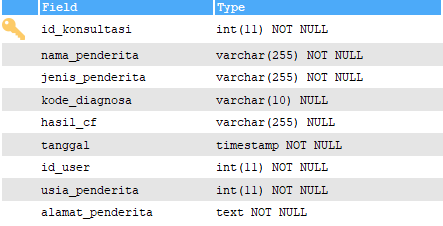 Field Type
id_konsultasi int(11) NOT NULL
nama_penderita varchar(255) NOT NULL
jenis_penderita varchar(255) NOT NULL
kode_diagnosa varchar(10) NULL
hasil_cf varchar(255) NULL
tanggal timestamp NOT NULL
id_user int(11) NOT NULL
usia_penderita int(11) NOT NULL
alamat_penderita text NOT NULL